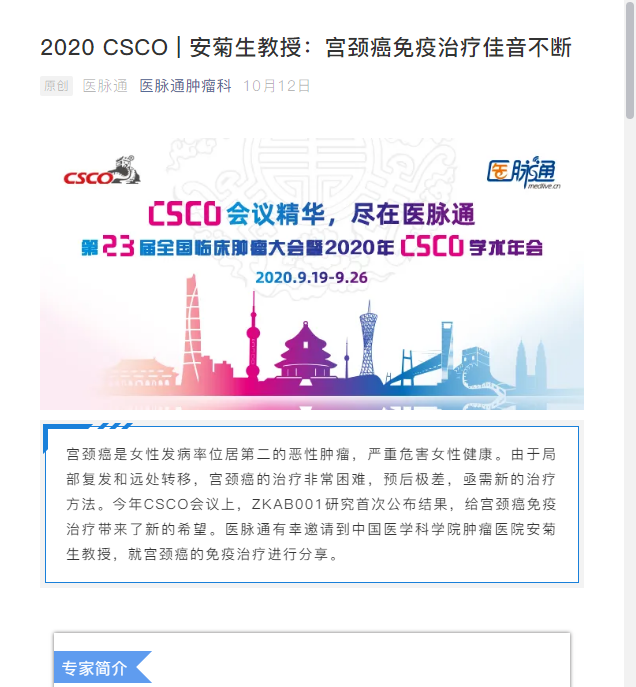 2020 CSCO | 安菊生教授：宫颈癌免疫治疗佳音不断
原创 医脉通 医脉通肿瘤科 10月12日
CSCO
医脉通
medlive.cn
CSCO 会议精华，尽在医脉通
第23届全国临床肿瘤大会暨2020年CSCO学术年会
2020.9.19-9.26
宫颈癌是女性发病率位居第二的恶性肿瘤，严重危害女性健康。由于局
部复发和远处转移，宫颈癌的治疗非常困难，预后极差，亟需新的治疗
方法。今年CSCO会议上，ZKAB001研究首次公布结果，给宫颈癌免疫
治疗带来了新的希望。医脉通有幸邀请到中国医学科学院肿瘤医院安菊
生教授，就宫颈癌的免疫治疗进行分享。
专家简介